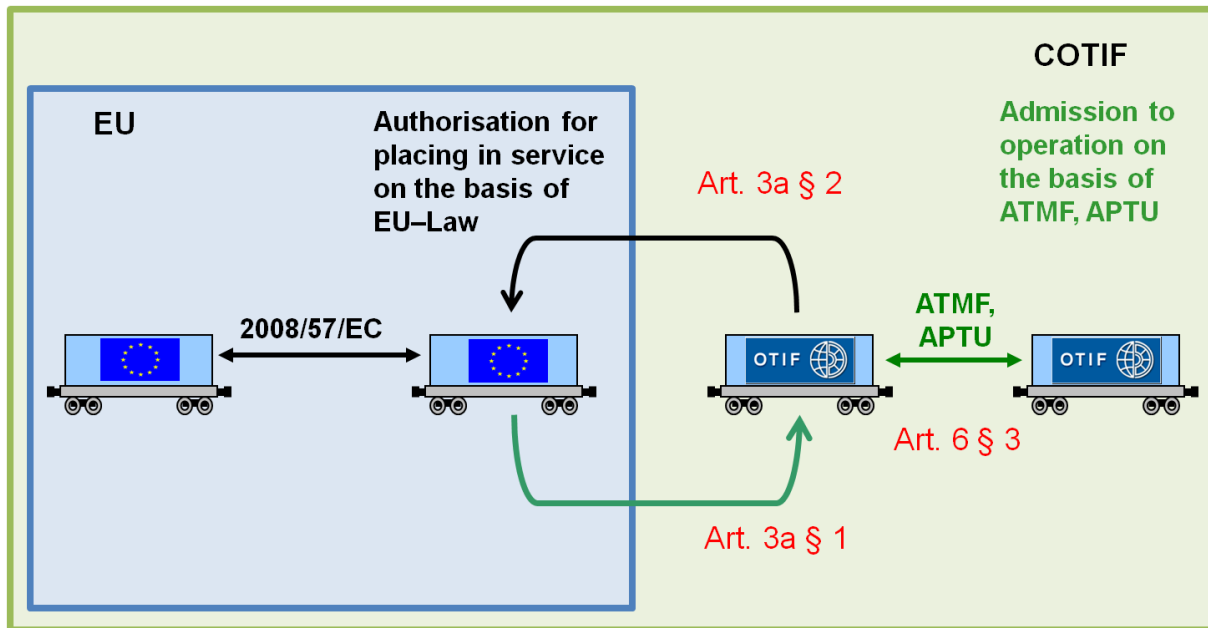 COTIF
EU
Authorisation for
placing in service
on the basis of
EU–Law
Admission to
operation on
the basis of
ATMF, APTU
Art. 3a § 2
2008/57/EC
ATMF,
APTU
OTIF
OTIF
Art. 6 § 3
Art. 3a § 1